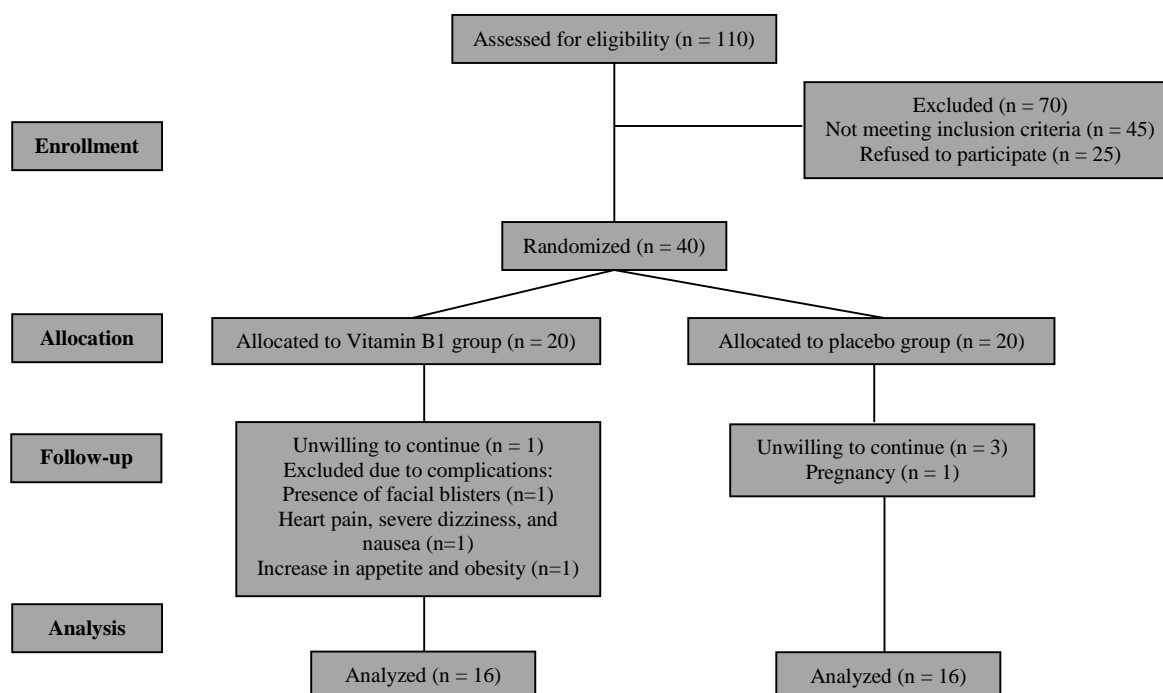 Assessed for eligibility (n = 110)
Excluded (n = 70)
Not meeting inclusion criteria (n = 45)
Refused to participate (n = 25)
Enrollment
Randomized (n = 40)
Allocation
Allocated to Vitamin B1 group (n = 20)
Allocated to placebo group (n = 20)
Follow-up
Unwilling to continue (n = 1)
Excluded due to complications:
Presence of facial blisters (n=1)
Heart pain, severe dizziness, and
nausea (n=1)
Increase in appetite and obesity (n=1)
Unwilling to continue (n = 3)
Pregnancy (n = 1)
Analysis
Analyzed (n = 16)
Analyzed (n = 16)